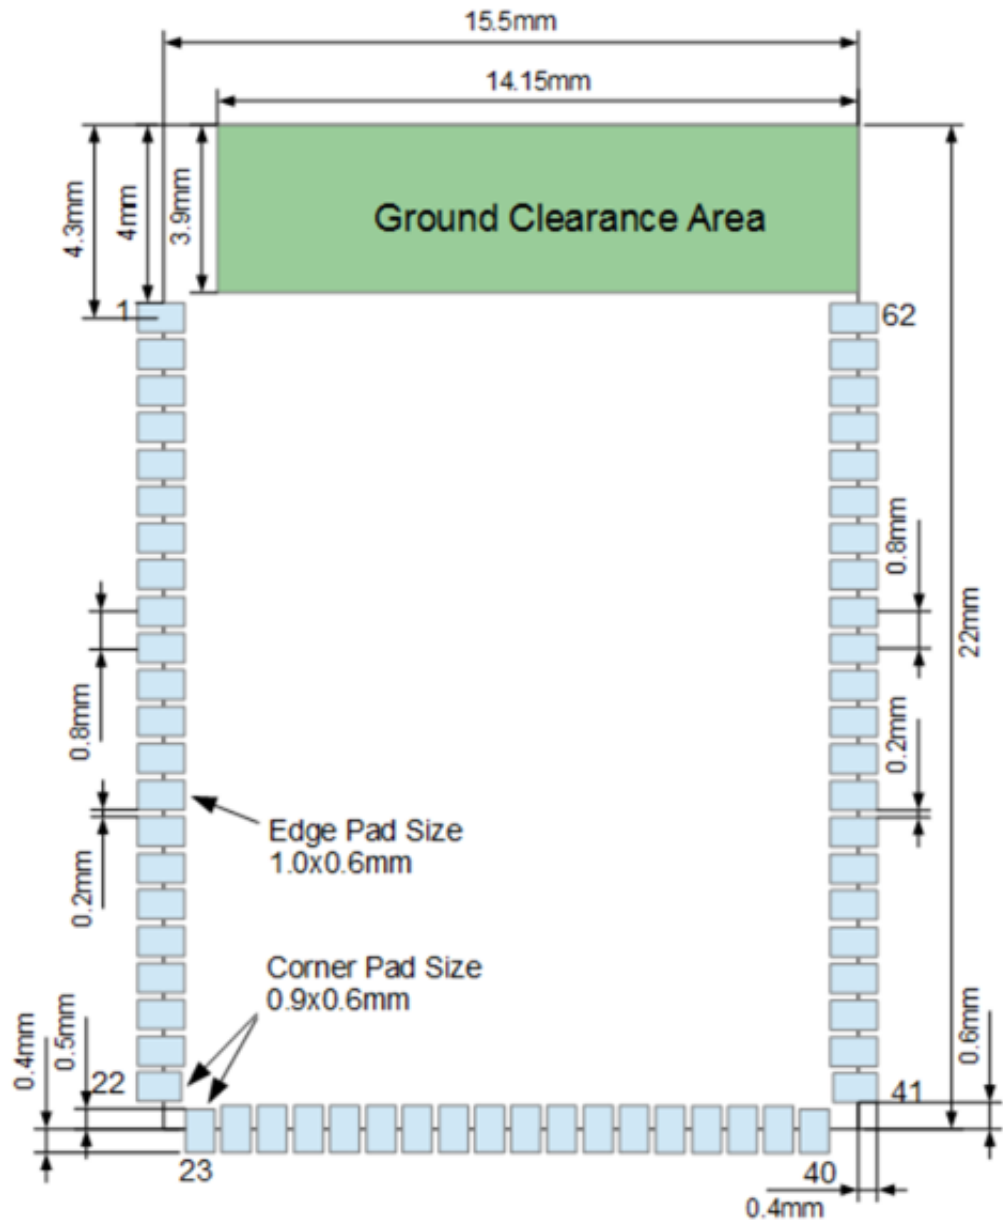 15.5mm
14.15mm
4.3mm
4mm
3.9mm
Ground Clearance Area
1
62
0.8mm
22mm
0.8mm
0.2mm
Edge Pad Size
1.0x0.6mm
0.2mm
Corner Pad Size
0.9x0.6mm
0.4mm
0.5mm
0.6mm
22
41
23
40
0.4mm